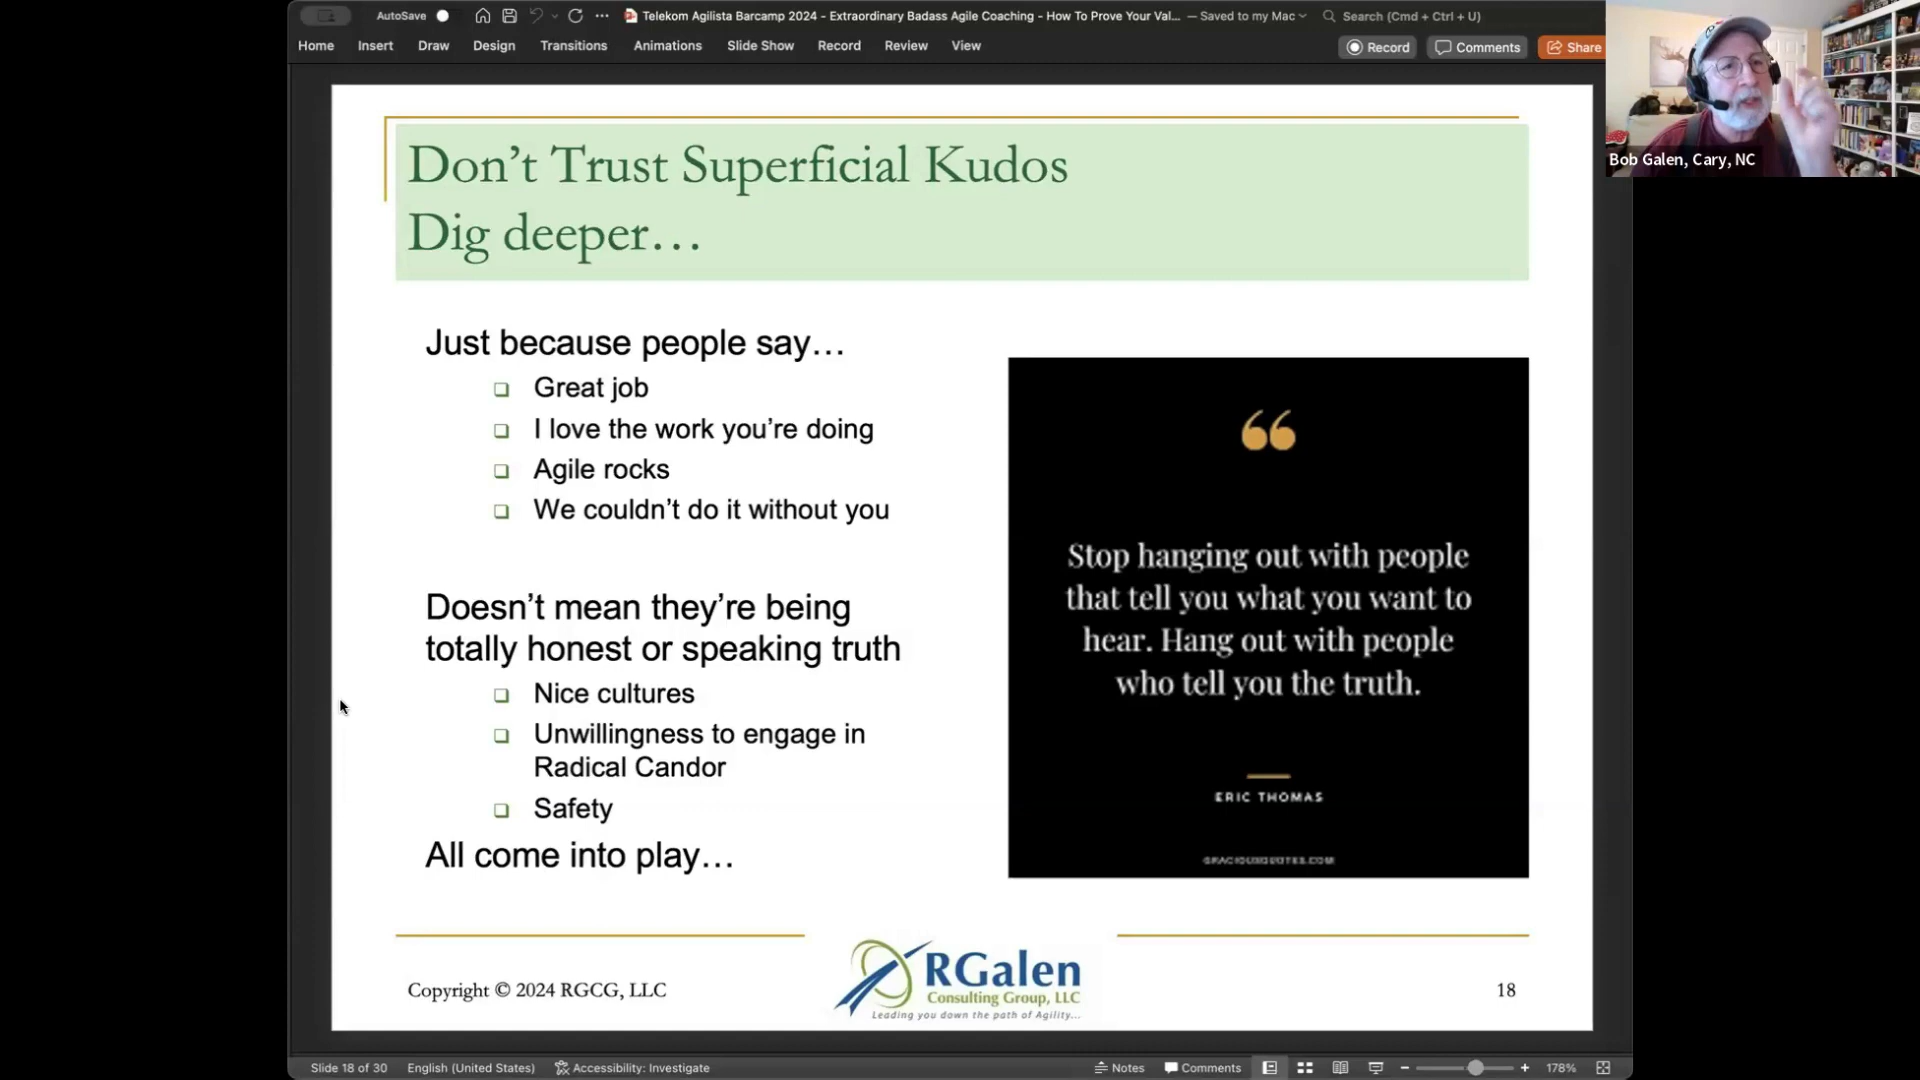 AutoSave
Telekom Agilista Barcamp 2024 - Extraordinary Badass Agile Coaching - How To Prove Your Val... — Saved to my Mac
Search (Cmd + Ctrl + U)
Home Insert Draw Design Transitions Animations Slide Show Record Review View
Record Comments Share
Bob Galen, Cary, NC
Don’t Trust Superficial Kudos
Dig deeper…
Just because people say…
Great job
I love the work you’re doing
Agile rocks
We couldn’t do it without you
Doesn’t mean they’re being
totally honest or speaking truth
Nice cultures
Unwillingness to engage in
Radical Candor
Safety
All come into play…
“
Stop hanging out with people
that tell you what you want to
hear. Hang out with people
who tell you the truth.
ERIC THOMAS
GRACIOUSQUOTES.COM
Copyright © 2024 RGCG, LLC
RGalen
Consulting Group, LLC
Leading you down the path of Agility...
18
Slide 18 of 30 English (United States) Accessibility: Investigate Notes Comments 178%